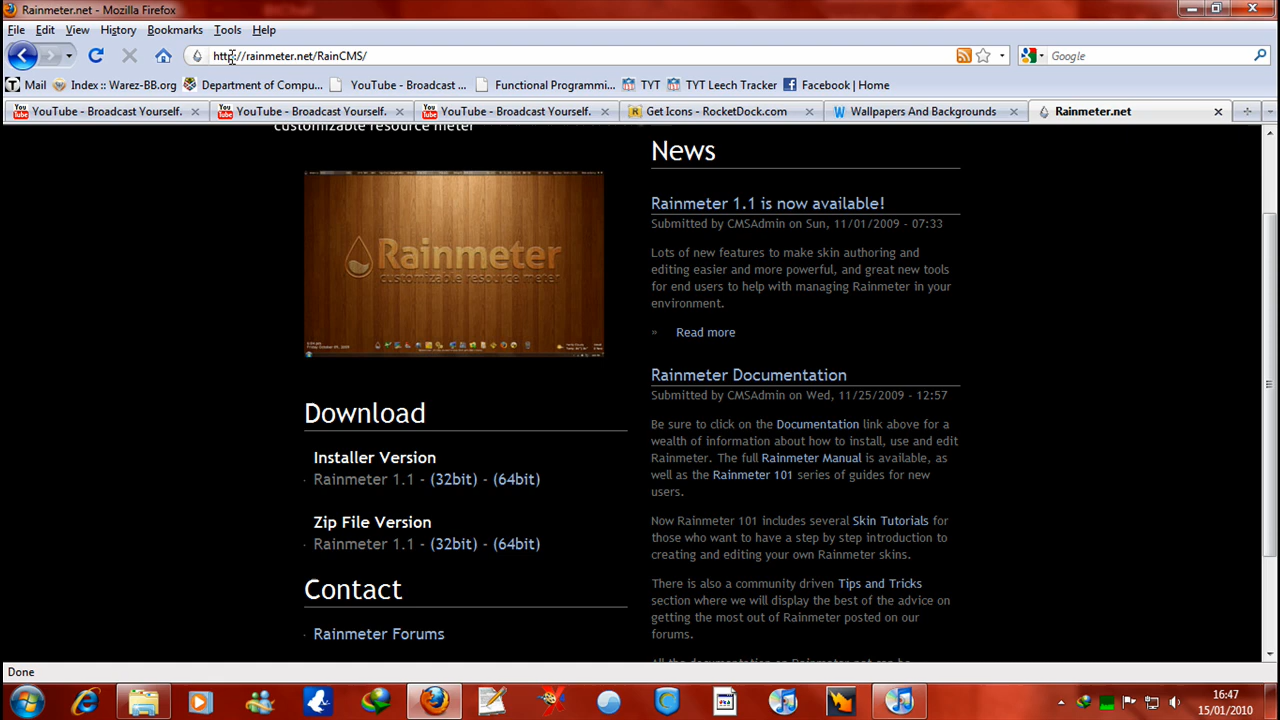 Rainmeter.net - Mozilla Firefox
File Edit View History Bookmarks Tools Help
http://rainmeter.net/RainCMS/
Google
Mail Index :: Warez-BB.org Department of Compu... YouTube - Broadcast ... Functional Programmi... TYT TYT Leech Tracker Facebook | Home
YouTube - Broadcast Yourself. YouTube - Broadcast Yourself. YouTube - Broadcast Yourself. Get Icons - RocketDock.com Wallpapers And Backgrounds Rainmeter.net
customizable resource meter
Rainmeter
customizable resource meter
Download
Installer Version
Rainmeter 1.1 - (32bit) - (64bit)
Zip File Version
Rainmeter 1.1 - (32bit) - (64bit)
Contact
Rainmeter Forums
News
Rainmeter 1.1 is now available!
Submitted by CMSAdmin on Sun, 11/01/2009 - 07:33
Lots of new features to make skin authoring and
editing easier and more powerful, and great new tools
for end users to help with managing Rainmeter in your
environment.
» Read more
Rainmeter Documentation
Submitted by CMSAdmin on Wed, 11/25/2009 - 12:57
Be sure to click on the Documentation link above for a
wealth of information about how to install, use and edit
Rainmeter. The full Rainmeter Manual is available, as
well as the Rainmeter 101 series of guides for new
users.
Now Rainmeter 101 includes several Skin Tutorials for
those who want to have a step by step introduction to
creating and editing your own Rainmeter skins.
There is also a community driven Tips and Tricks
section where we will display the best of the advice on
getting the most out of Rainmeter posted on our
forums.
All the documentation on Rainmeter.net can be
Done
16:47
15/01/2010